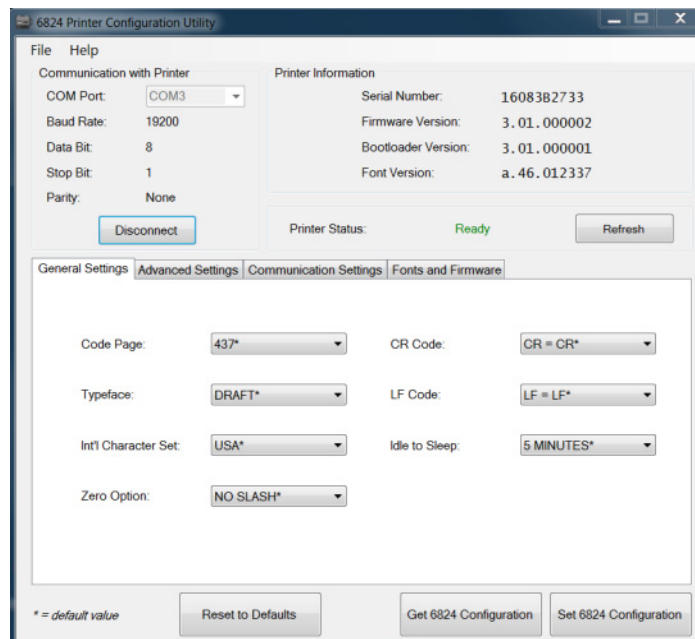 6824 Printer Configuration Utility
File Help
Communication with Printer
COM Port: COM3
Baud Rate: 19200
Data Bit: 8
Stop Bit: 1
Parity: None
Disconnect
Printer Information
Serial Number: 1608382733
Firmware Version: 3.01.000002
Bootloader Version: 3.01.000001
Font Version: a.46.012337
Printer Status: Ready Refresh
General Settings Advanced Settings Communication Settings Fonts and Firmware
Code Page: 437* CR Code: CR = CR*
Typeface: DRAFT* LF Code: LF = LF*
Int'l Character Set: USA* Idle to Sleep: 5 MINUTES*
Zero Option: NO SLASH*
* = default value Reset to Defaults Get 6824 Configuration Set 6824 Configuration